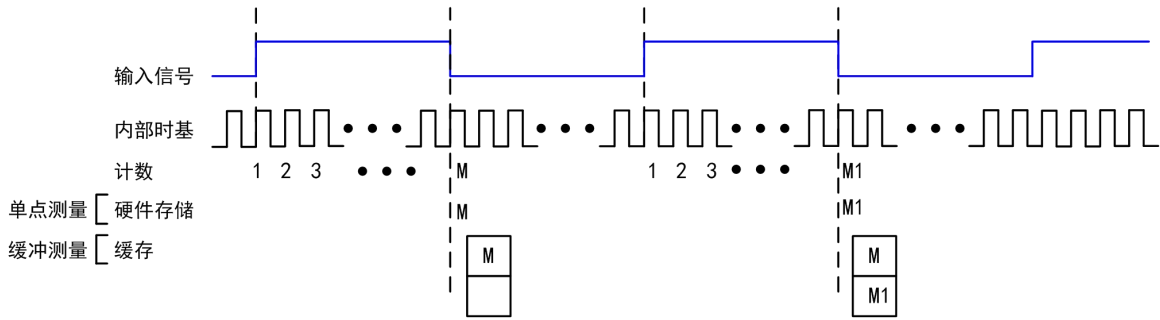 输入信号
内部时基
计数 1 2 3 M 1 2 3 M1
单点测量 硬件存储 M M1
缓冲测量 缓存 M M
M1